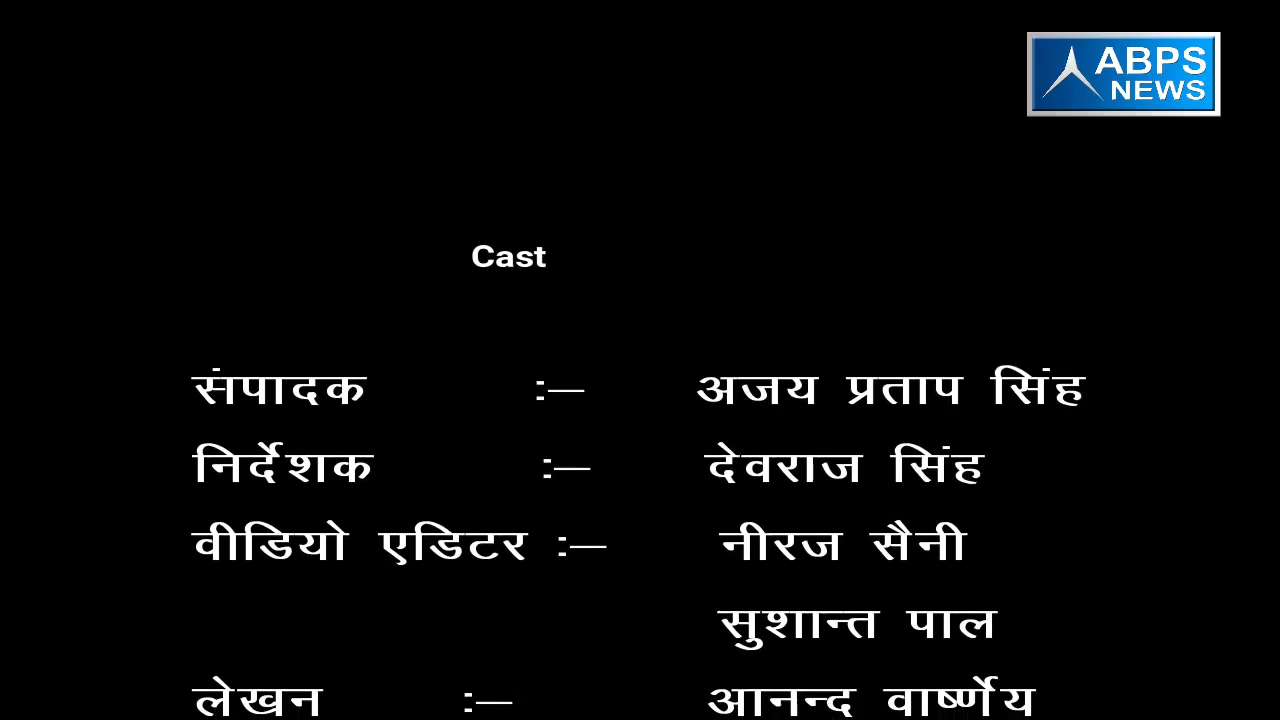 ABPS
NEWS
Cast
संपादक :— अजय प्रताप सिंह
निर्देशक :— देवराज सिंह
वीडियो एडिटर :— नीरज सैनी
सुशान्त पाल
लेखन :— आनन्द वार्ष्णेय